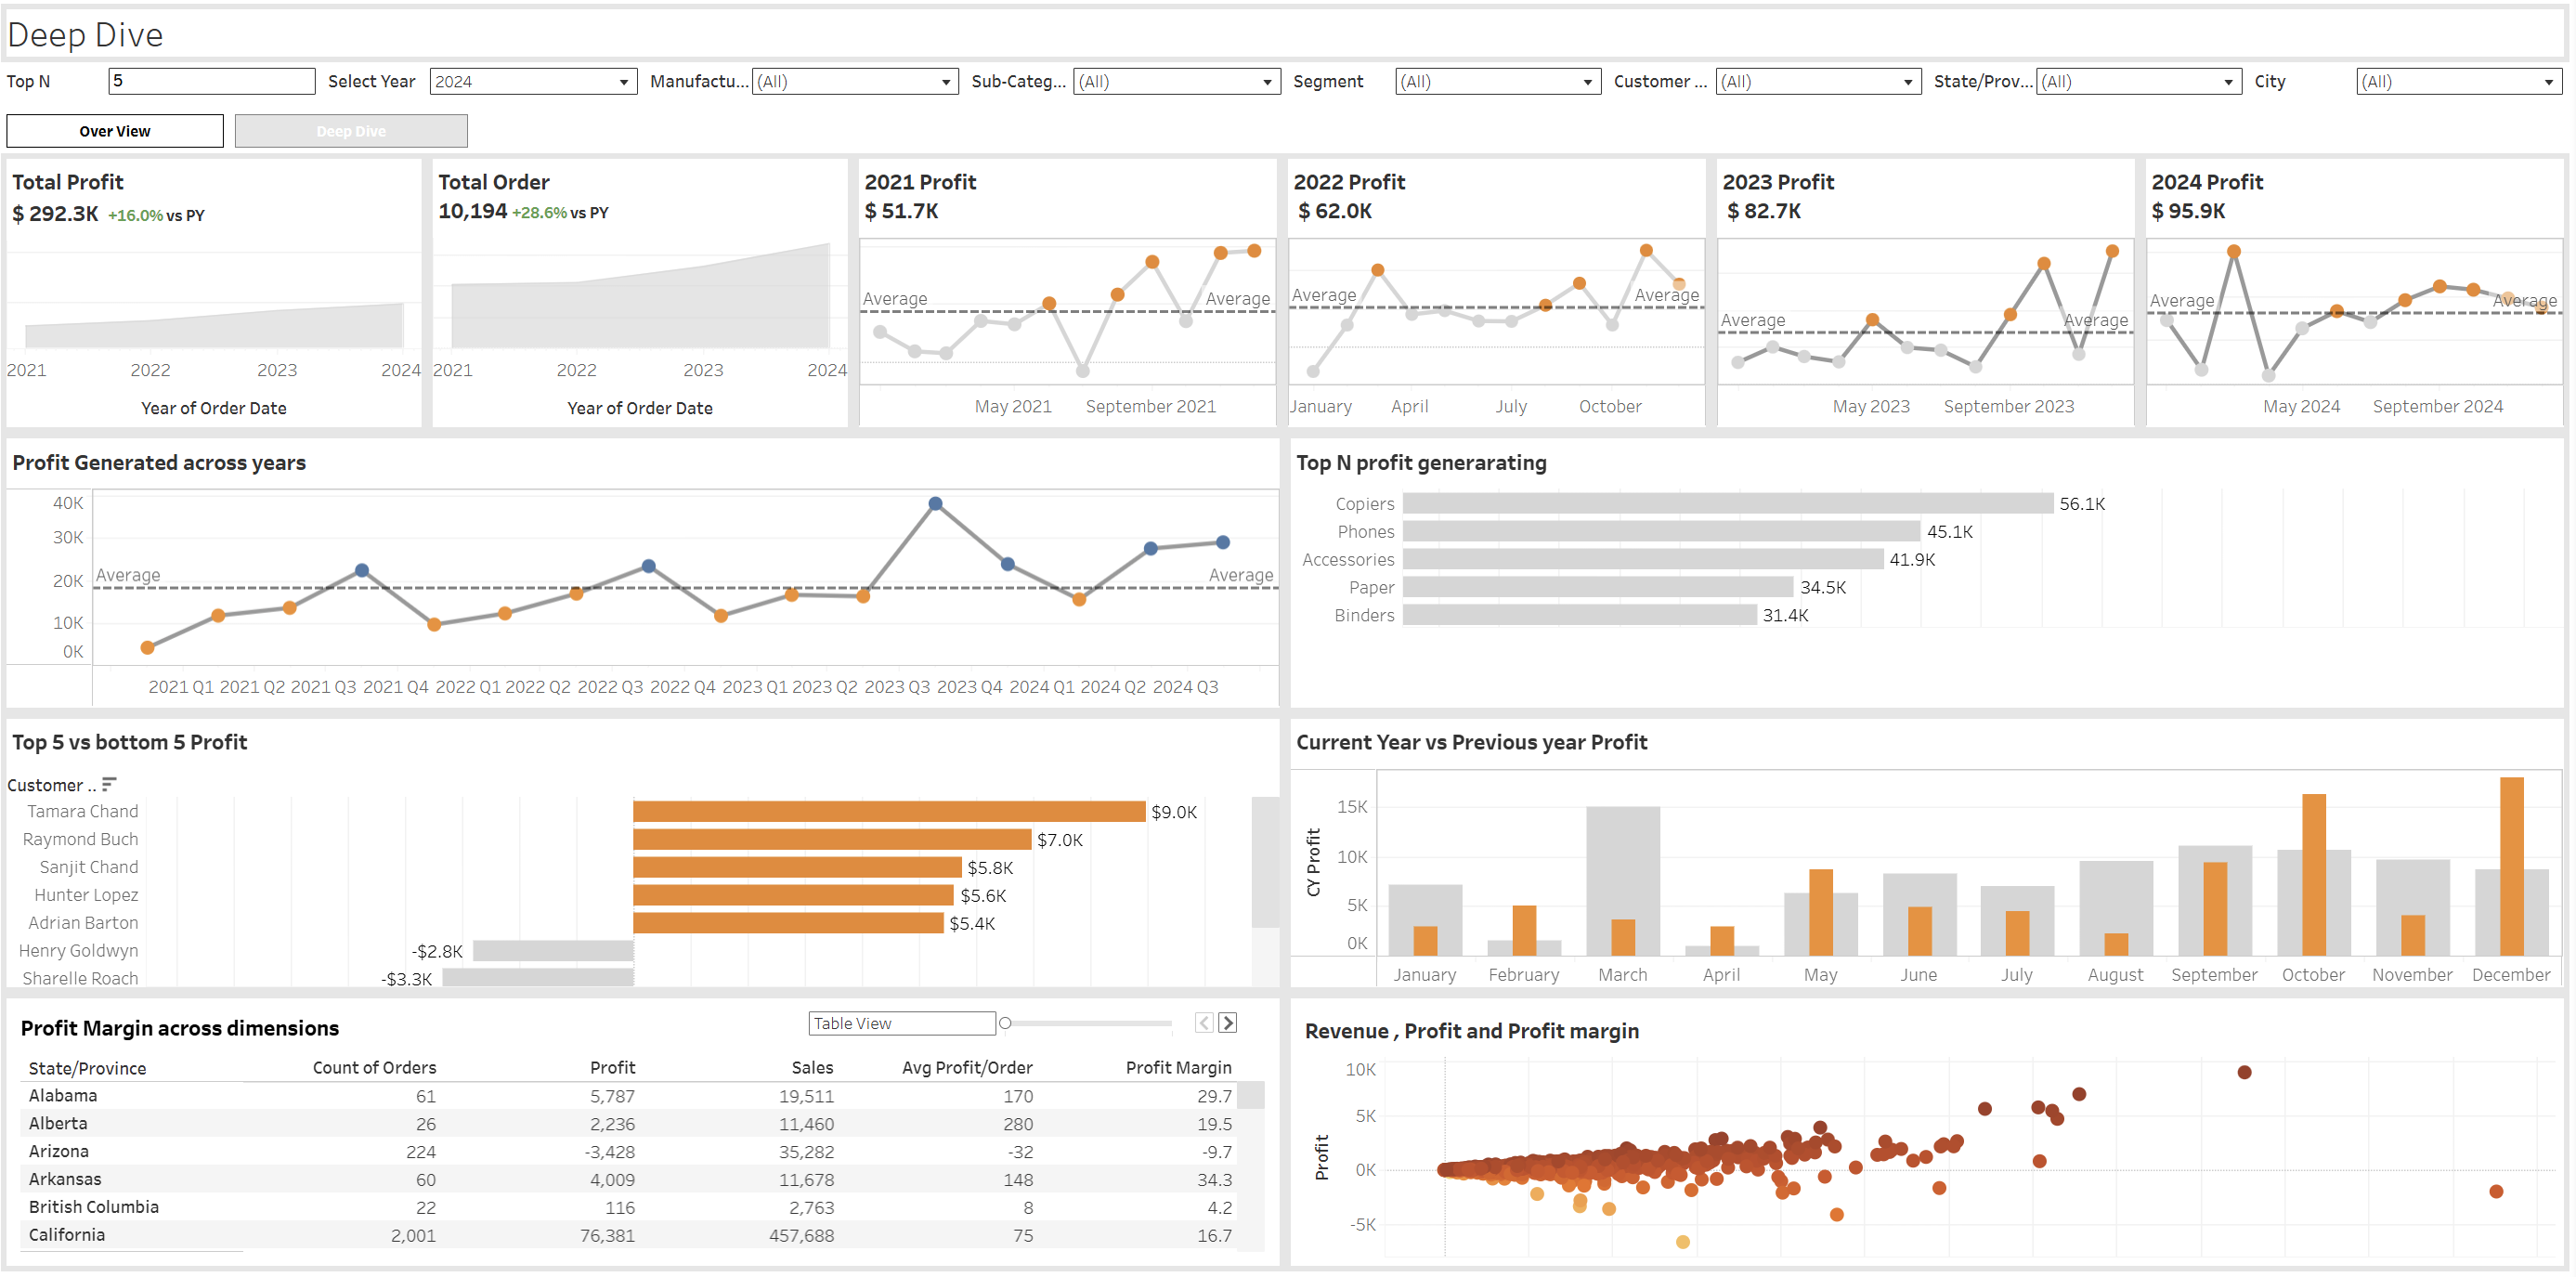 Deep Dive
Top N 5 Select Year 2024 Manufactu... (All) Sub-Categ... (All) Segment (All) Customer ... (All) State/Prov... (All) City (All)
Over View Deep Dive
Total Profit
$ 292.3K +16.0% vs PY
2021 2022 2023 2024
Year of Order Date
Total Order
10,194 +28.6% vs PY
2021 2022 2023 2024
Year of Order Date
2021 Profit
$ 51.7K
Average Average
May 2021 September 2021
2022 Profit
$ 62.0K
Average Average
January April July October
2023 Profit
$ 82.7K
Average Average
May 2023 September 2023
2024 Profit
$ 95.9K
Average Average
May 2024 September 2024
Profit Generated across years
40K
30K
20K
10K
0K
Average Average
2021 Q1 2021 Q2 2021 Q3 2021 Q4 2022 Q1 2022 Q2 2022 Q3 2022 Q4 2023 Q1 2023 Q2 2023 Q3 2023 Q4 2024 Q1 2024 Q2 2024 Q3
Top N profit generarating
Copiers 56.1K
Phones 45.1K
Accessories 41.9K
Paper 34.5K
Binders 31.4K
Top 5 vs bottom 5 Profit
Customer ..
Tamara Chand $9.0K
Raymond Buch $7.0K
Sanjit Chand $5.8K
Hunter Lopez $5.6K
Adrian Barton $5.4K
Henry Goldwyn -$2.8K
Sharelle Roach -$3.3K
Current Year vs Previous year Profit
CY Profit
15K
10K
5K
0K
January February March April May June July August September October November December
Profit Margin across dimensions
Table View
State/Province Count of Orders Profit Sales Avg Profit/Order Profit Margin
Alabama 61 5,787 19,511 170 29.7
Alberta 26 2,236 11,460 280 19.5
Arizona 224 -3,428 35,282 -32 -9.7
Arkansas 60 4,009 11,678 148 34.3
British Columbia 22 116 2,763 8 4.2
California 2,001 76,381 457,688 75 16.7
Revenue , Profit and Profit margin
Profit
10K
5K
0K
-5K